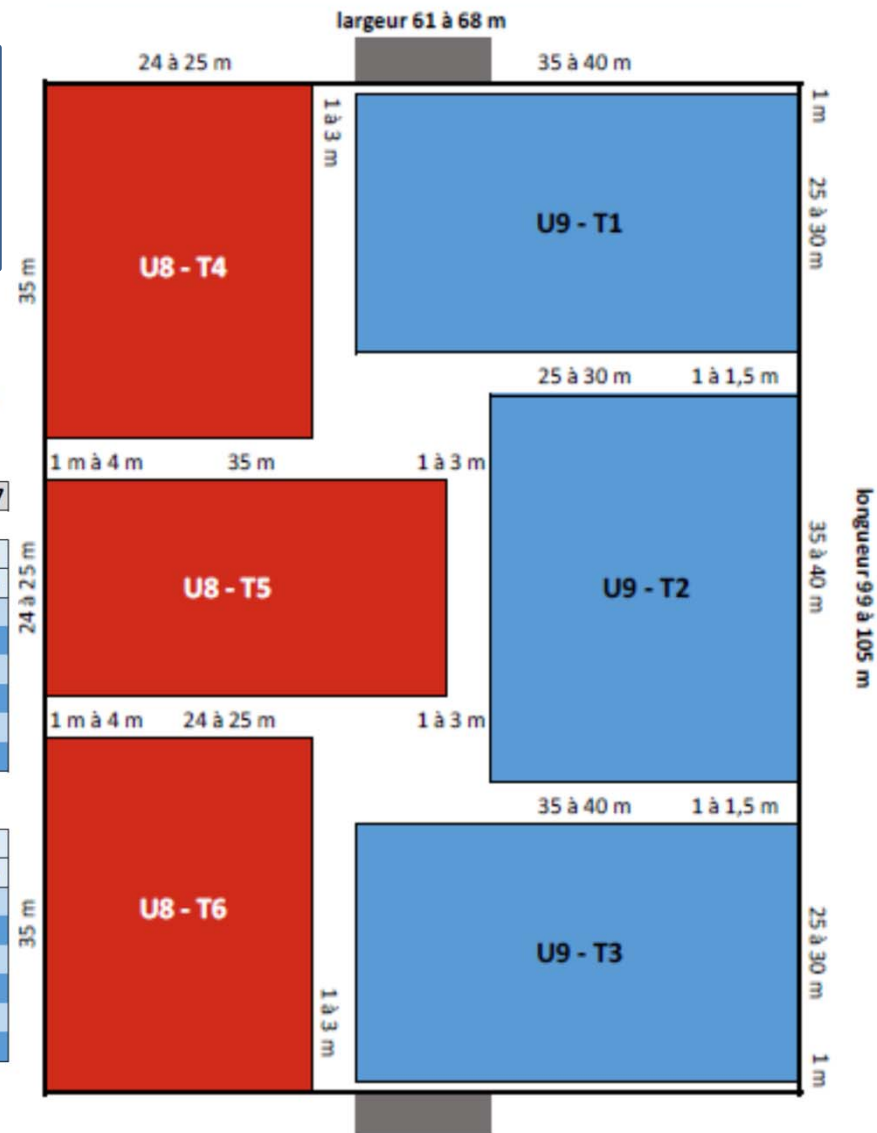 largeur 61 à 68 m
24 à 25 m
35 à 40 m
1 à 3 m
1 m
U9 - T1
25 à 30 m
U8 - T4
35 m
25 à 30 m
1 à 1,5 m
1 m à 4 m
35 m
1 à 3 m
7
24 à 25 m
U8 - T5
U9 - T2
35 à 40 m
longueur 99 à 105 m
1 m à 4 m
24 à 25 m
1 à 3 m
35 à 40 m
1 à 1,5 m
35 m
U8 - T6
U9 - T3
25 à 30 m
1 à 3 m
1 m